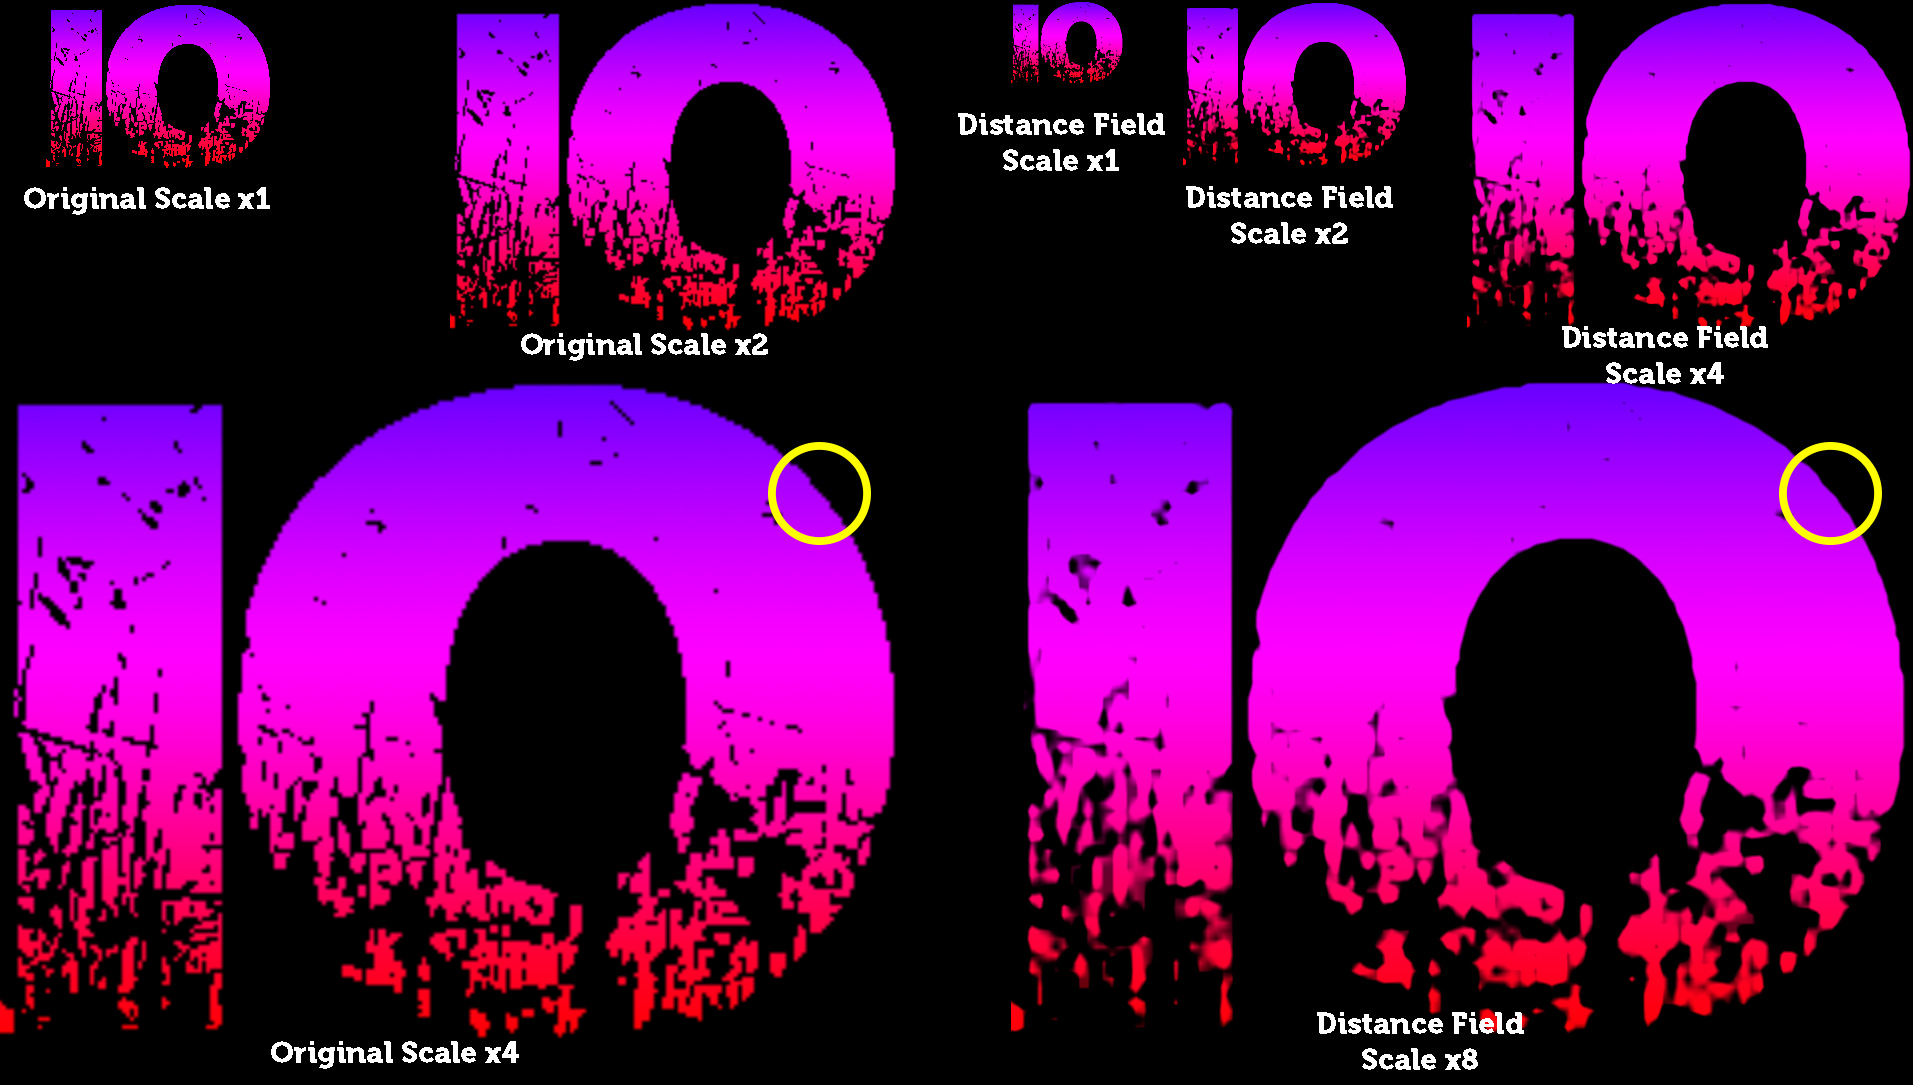 IO
Original Scale x1
IO
Original Scale x2
IO
Distance Field
Scale x1
IO
Distance Field
Scale x2
IO
Distance Field
Scale x4
IO
Original Scale x4
IO
Distance Field
Scale x8